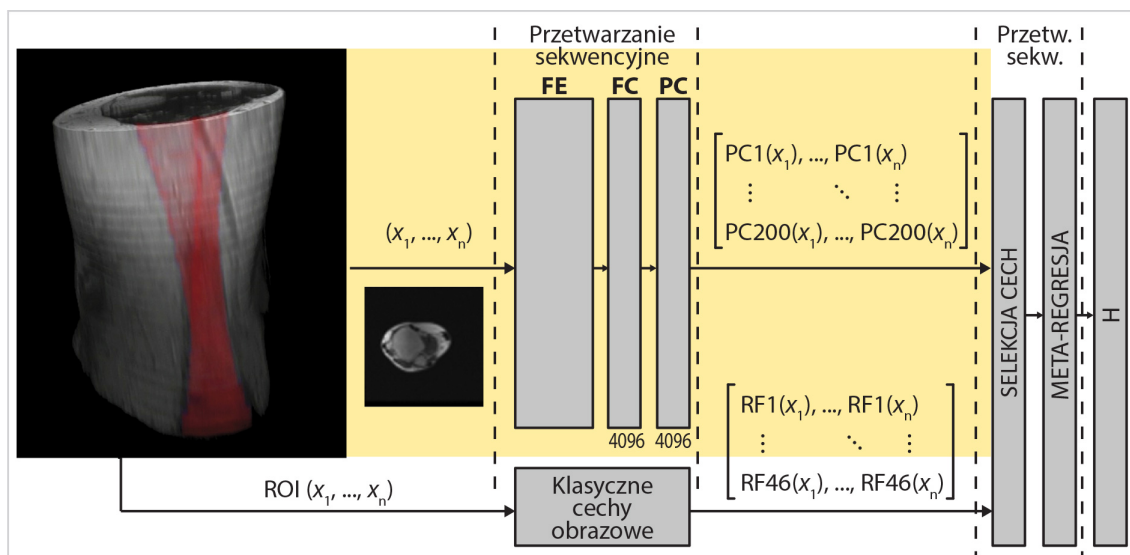 Przetwarzanie
sekwencyjne
Przetw.
sekw.
FE FC PC
PC1(x₁), ..., PC1(xₙ)
⋮ ⋱ ⋮
PC200(x₁), ..., PC200(xₙ)
(x₁, ..., xₙ)
SELEKCJA CECH
META-REGRESJA
H
4096 4096
RF1(x₁), ..., RF1(xₙ)
⋮ ⋱ ⋮
RF46(x₁), ..., RF46(xₙ)
ROI (x₁, ..., xₙ)
Klasyczne
cechy
obrazowe